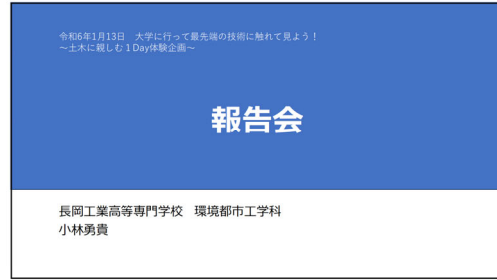 令和6年1月13日　大学に行って最先端の技術に触れて見よう！
～土木に親しむ１Day体験企画～
報告会
長岡工業高等専門学校　環境都市工学科
小林勇貴